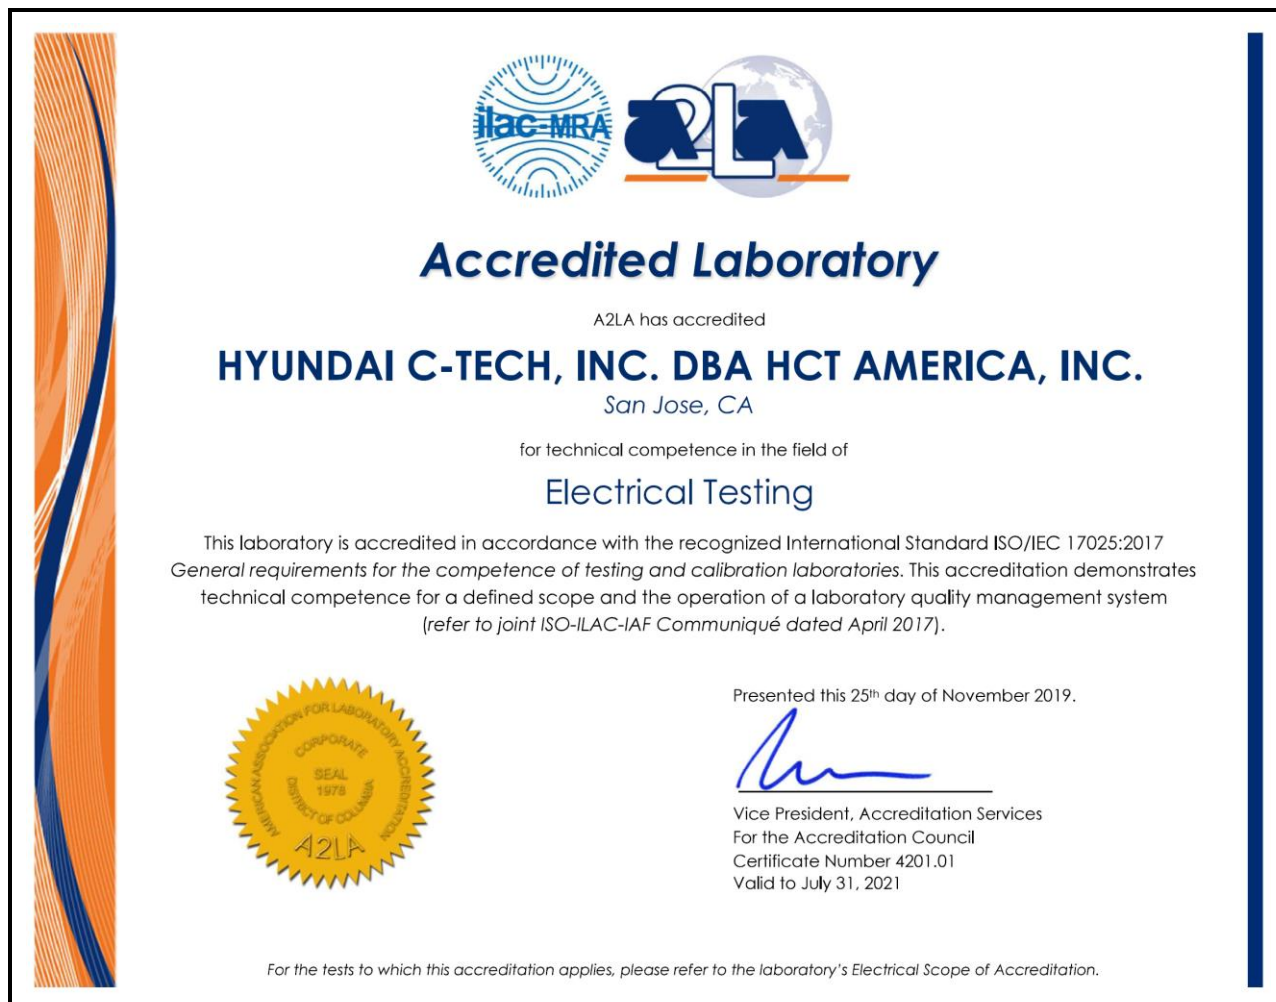 ilac-MRA
A2LA
Accredited Laboratory
A2LA has accredited
HYUNDAI C-TECH, INC. DBA HCT AMERICA, INC.
San Jose, CA
for technical competence in the field of
Electrical Testing
This laboratory is accredited in accordance with the recognized International Standard ISO/IEC 17025:2017
General requirements for the competence of testing and calibration laboratories. This accreditation demonstrates
technical competence for a defined scope and the operation of a laboratory quality management system
(refer to joint ISO-ILAC-IAF Communiqué dated April 2017).
AMERICAN ASSOCIATION FOR LABORATORY ACCREDITATION
CORPORATE
SEAL
1978
DISTRICT OF COLUMBIA
A2LA
Presented this 25th day of November 2019.
Vice President, Accreditation Services
For the Accreditation Council
Certificate Number 4201.01
Valid to July 31, 2021
For the tests to which this accreditation applies, please refer to the laboratory's Electrical Scope of Accreditation.